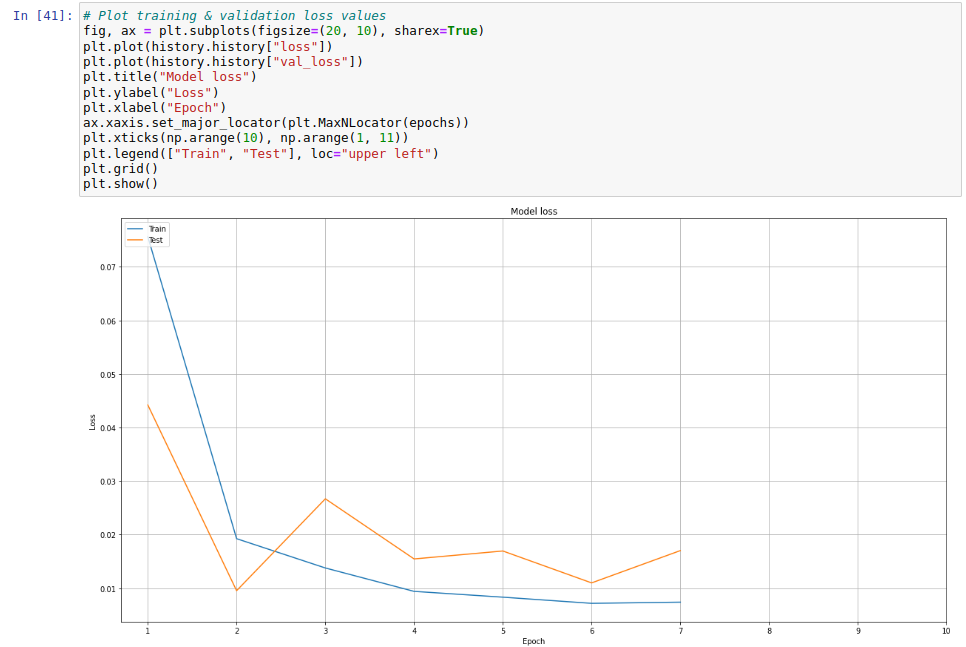 In [41]: # Plot training & validation loss values
fig, ax = plt.subplots(figsize=(20, 10), sharex=True)
plt.plot(history.history["loss"])
plt.plot(history.history["val_loss"])
plt.title("Model loss")
plt.ylabel("Loss")
plt.xlabel("Epoch")
ax.xaxis.set_major_locator(plt.MaxNLocator(epochs))
plt.xticks(np.arange(10), np.arange(1, 11))
plt.legend(["Train", "Test"], loc="upper left")
plt.grid()
plt.show()
Model loss
Train
Test
0.07
0.06
0.05
0.04
0.03
0.02
0.01
Loss
1 2 3 4 5 6 7 8 9 10
Epoch